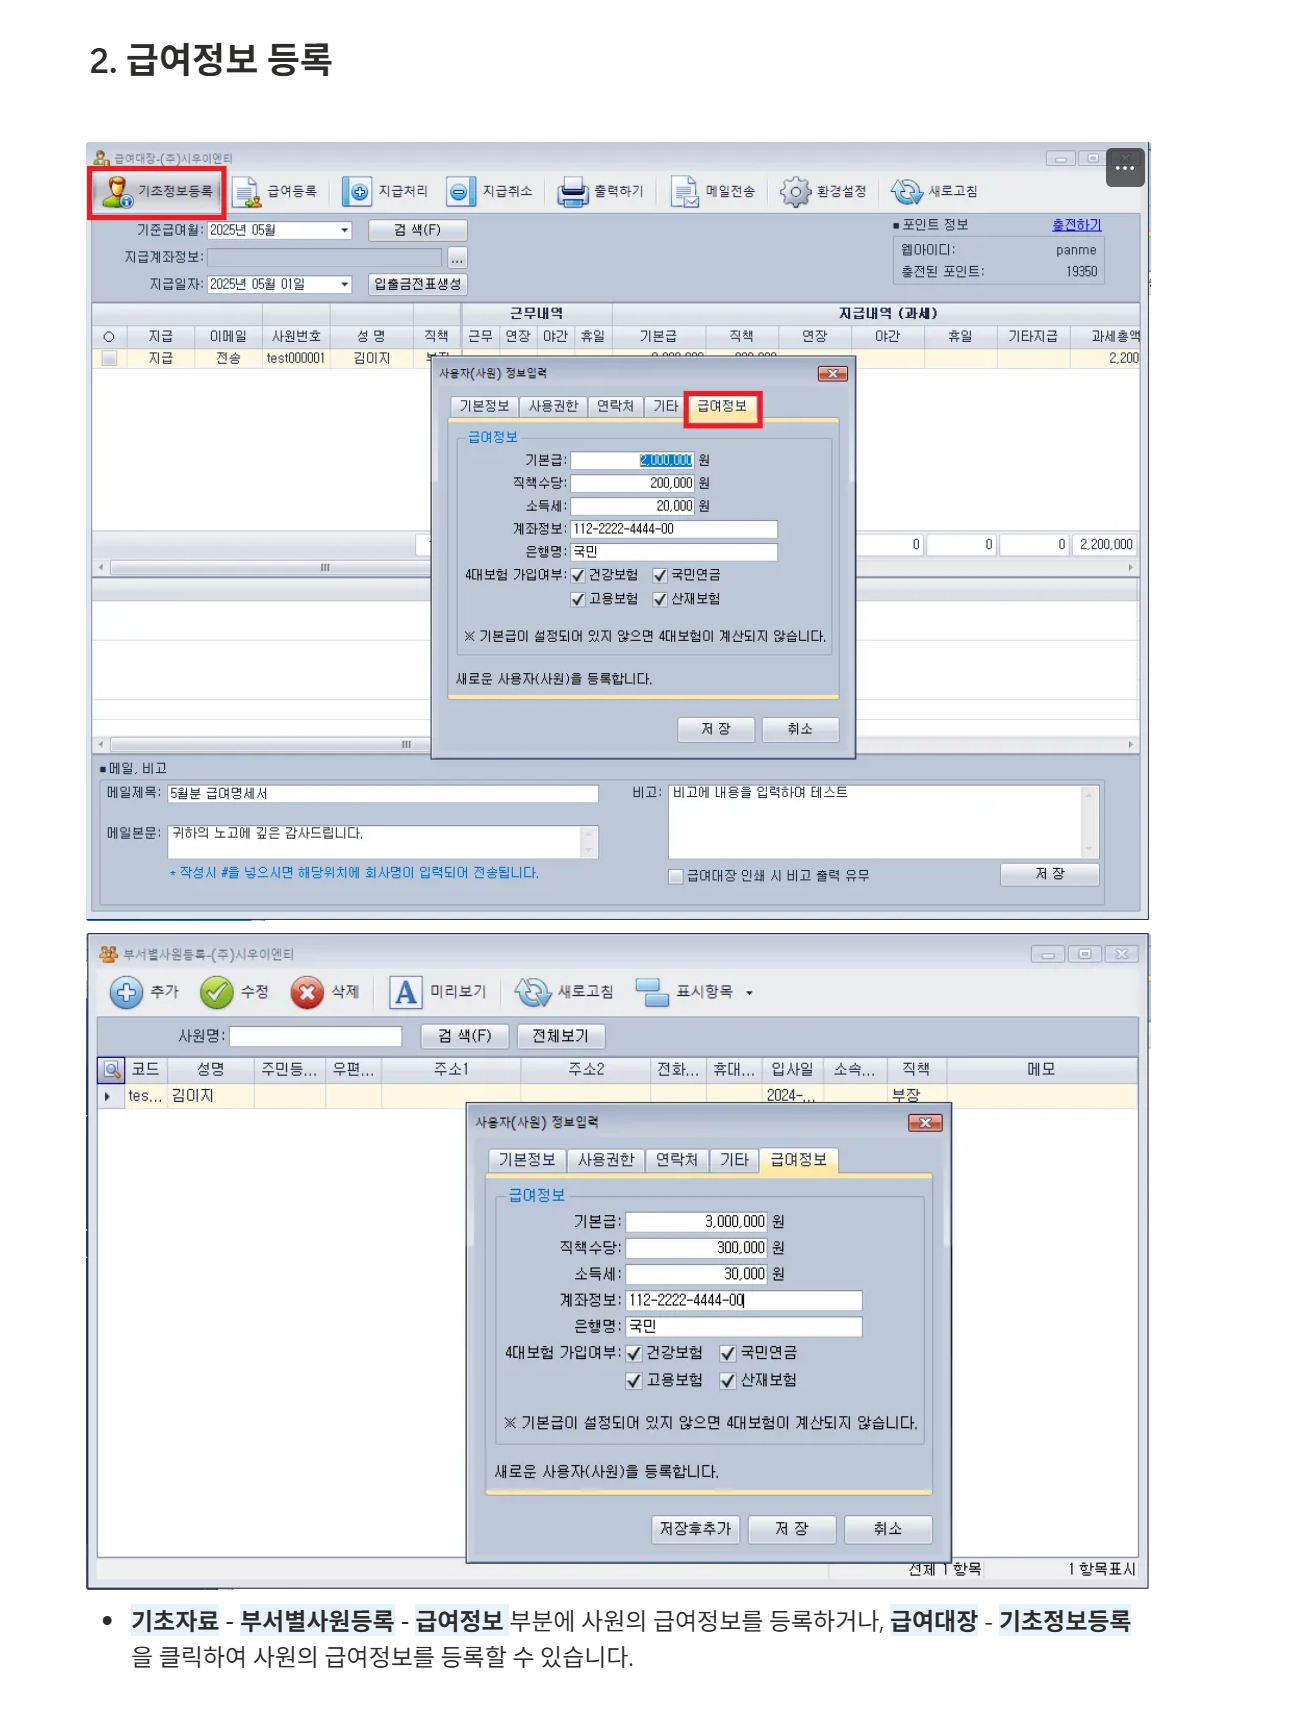 2. 급여정보 등록
급여대장-(주)시우이엔티
기초정보등록 급여등록 지급처리 지급취소 출력하기 메일전송 환경설정 새로고침
기준급여월: 2025년 05월 검 색(F) ■ 포인트 정보 충전하기
지급계좌정보: ... 웹아이디: panme
지급일자: 2025년 05월 01일 입출금전표생성 충전된 포인트: 19350
근무내역 지급내역 (과세)
지급 이메일 사원번호 성 명 직책 근무 연장 야간 휴일 기본급 직책 연장 야간 휴일 기타지급 과세총액
지급 전송 test000001 김이지 2,200
사용자(사원) 정보입력
기본정보 사용권한 연락처 기타 급여정보
급여정보
기본급: 2,000,000 원
직책수당: 200,000 원
소득세: 20,000 원
계좌정보: 112-2222-4444-00
은행명: 국민
4대보험 가입여부: 건강보험 국민연금
고용보험 산재보험
※ 기본급이 설정되어 있지 않으면 4대보험이 계산되지 않습니다.
새로운 사용자(사원)을 등록합니다.
저 장 취소
0 0 0 2,200,000
■메일, 비고
메일제목: 5월분 급여명세서 비고: 비고에 내용을 입력하여 테스트
메일본문: 귀하의 노고에 깊은 감사드립니다.
* 작성시 #을 넣으시면 해당위치에 회사명이 입력되어 전송됩니다.
급여대장 인쇄 시 비고 출력 유무 저 장
부서별사원등록-(주)시우이엔티
추가 수정 삭제 미리보기 새로고침 표시항목
사원명: 검 색(F) 전체보기
코드 성명 주민등... 우편... 주소1 주소2 전화... 휴대... 입사일 소속... 직책 메모
tes... 김이지 2024-... 부장
사용자(사원) 정보입력
기본정보 사용권한 연락처 기타 급여정보
급여정보
기본급: 3,000,000 원
직책수당: 300,000 원
소득세: 30,000 원
계좌정보: 112-2222-4444-00
은행명: 국민
4대보험 가입여부: 건강보험 국민연금
고용보험 산재보험
※ 기본급이 설정되어 있지 않으면 4대보험이 계산되지 않습니다.
새로운 사용자(사원)을 등록합니다.
저장후추가 저 장 취소
전체 1 항목 1 항목표시
• 기초자료 - 부서별사원등록 - 급여정보 부분에 사원의 급여정보를 등록하거나, 급여대장 - 기초정보등록
을 클릭하여 사원의 급여정보를 등록할 수 있습니다.